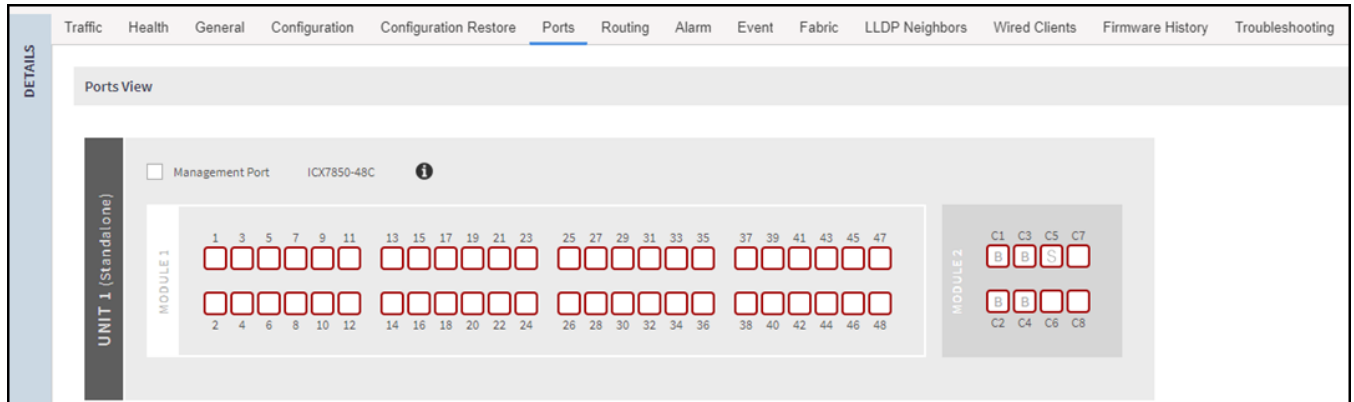 Traffic Health General Configuration Configuration Restore Ports Routing Alarm Event Fabric LLDP Neighbors Wired Clients Firmware History Troubleshooting
DETAILS
Ports View
UNIT 1 (Standalone)
Management Port ICX7850-48C i
MODULE 1
1 3 5 7 9 11 13 15 17 19 21 23 25 27 29 31 33 35 37 39 41 43 45 47
2 4 6 8 10 12 14 16 18 20 22 24 26 28 30 32 34 36 38 40 42 44 46 48
MODULE 2
C1 C3 C5 C7
B B S
B B
C2 C4 C6 C8